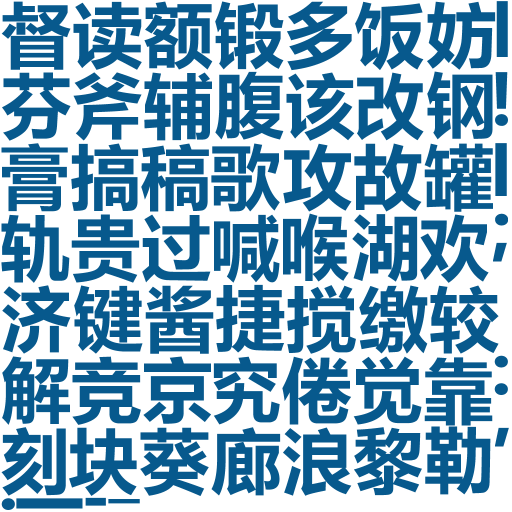 督读额锻多饭妨
芬斧辅腹该改钢!
膏搞稿歌攻故罐!
轨贵过喊喉湖欢;
济键酱捷搅缴较
解竞京究倦觉靠:
刻块葵廊浪黎勒